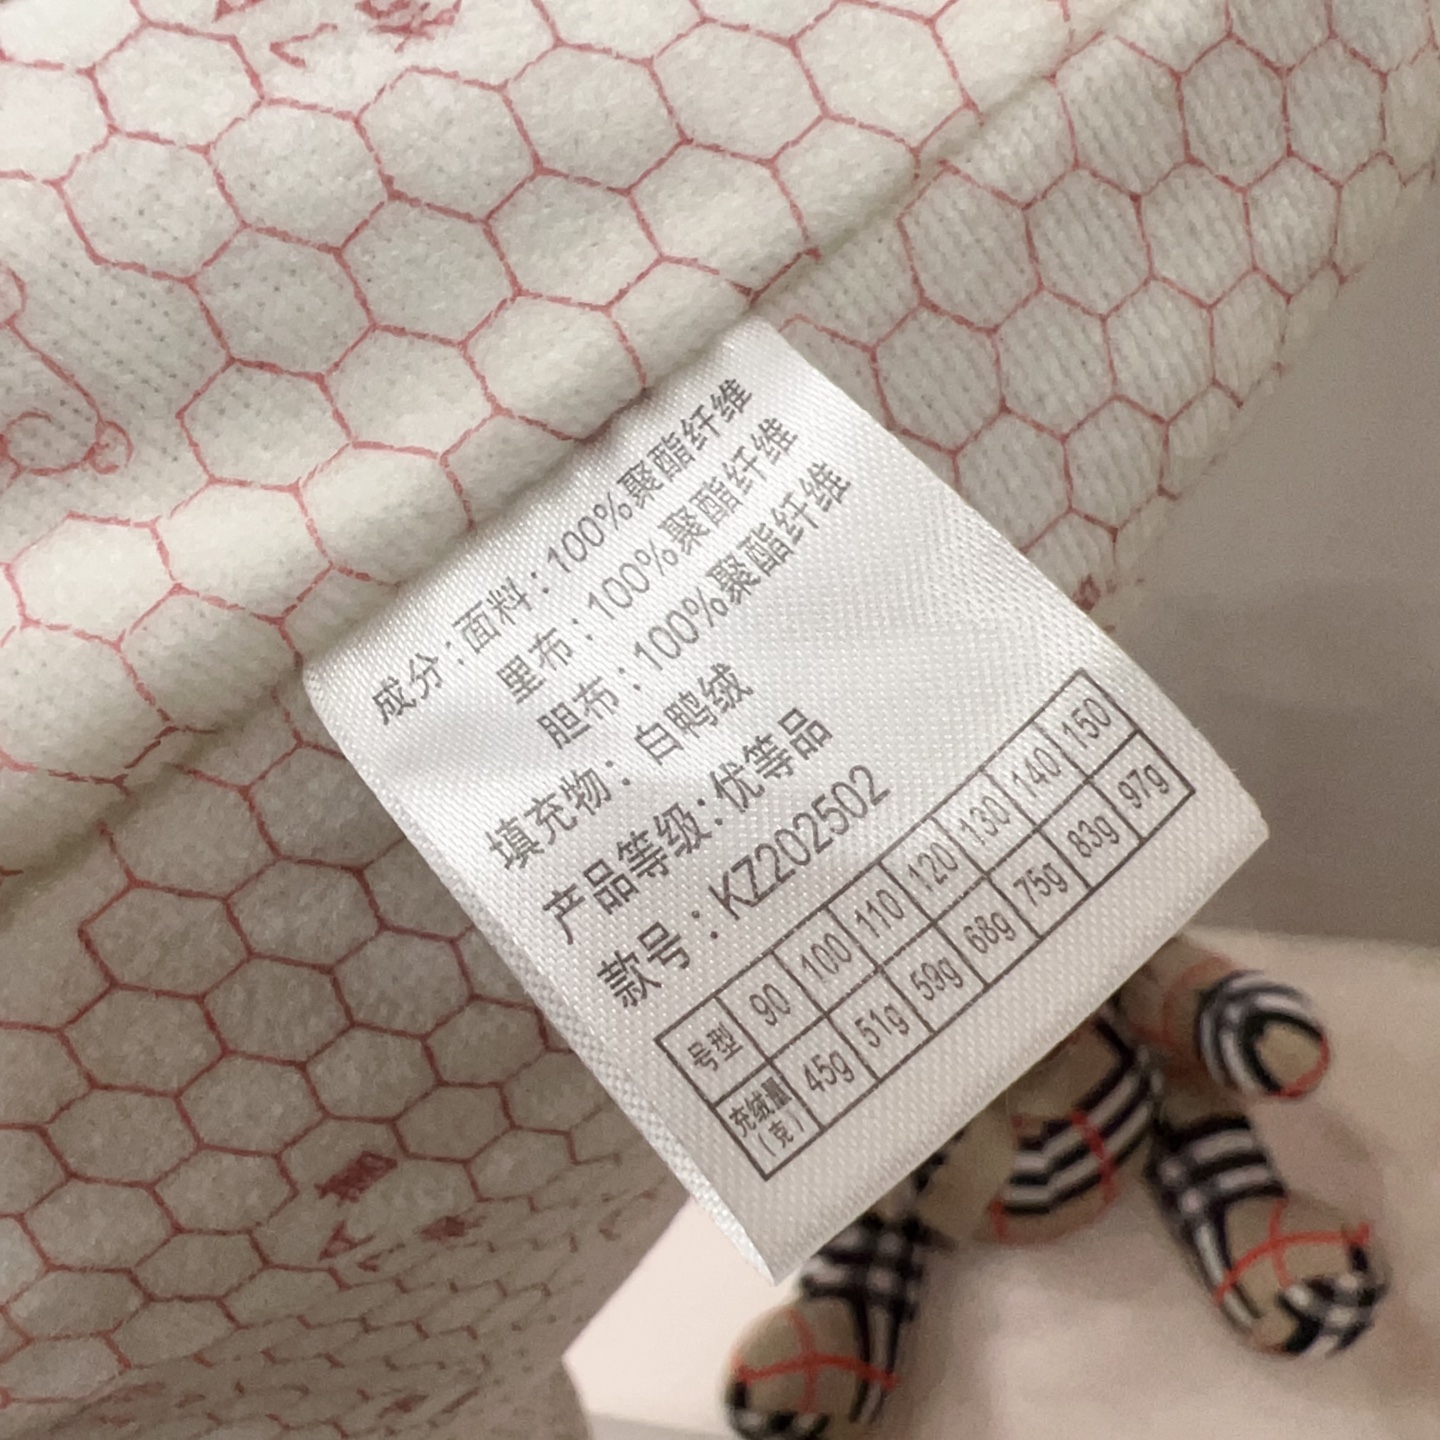 成分：面料：100%聚酯纤维
里布：100%聚酯纤维
胆布：100%聚酯纤维
填充物：白鸭绒
产品等级：优等品
款号：KZ202502
号型 90 100 110 120 130 140 150
充绒量（克） 45g 51g 59g 68g 75g 83g 97g